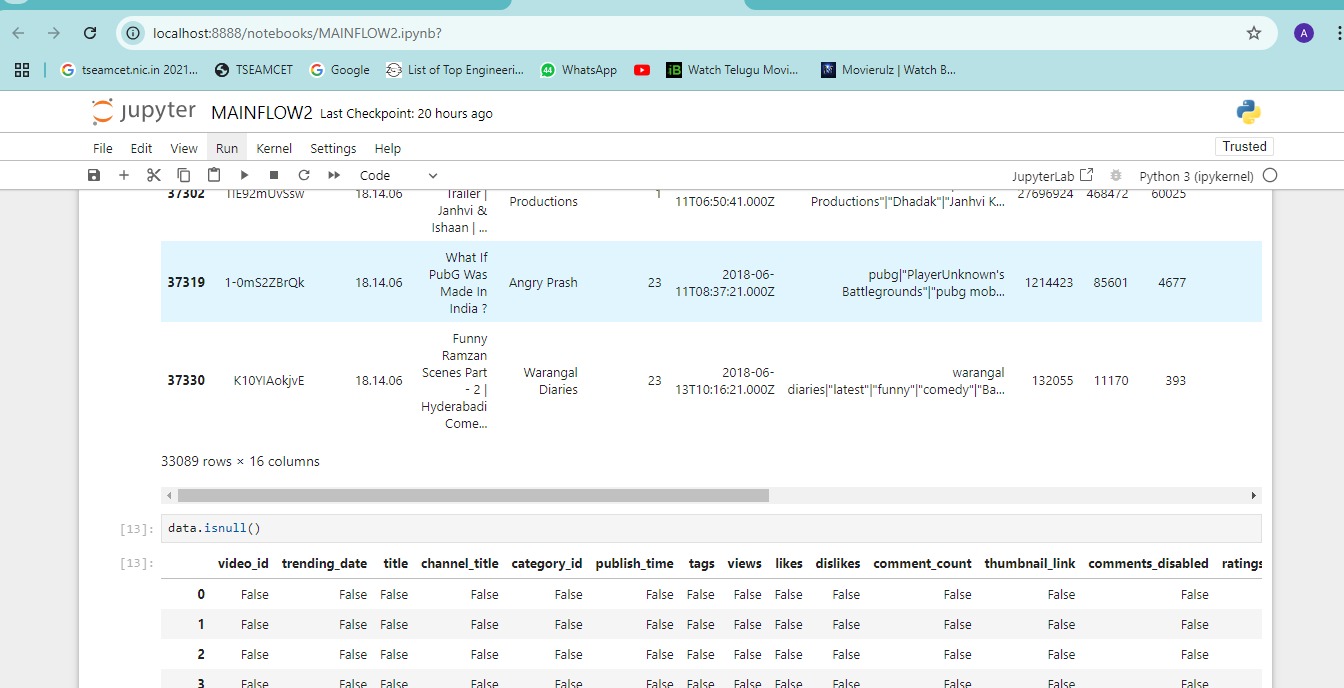 localhost:8888/notebooks/MAINFLOW2.ipynb?
A
tseamcet.nic.in 2021... TSEAMCET Google List of Top Engineeri... 44 WhatsApp iB Watch Telugu Movi... Movierulz | Watch B...
jupyter MAINFLOW2 Last Checkpoint: 20 hours ago
File Edit View Run Kernel Settings Help Trusted
Code JupyterLab Python 3 (ipykernel)
37302 18.14.06 Trailer | Janhvi & Ishaan | ... Productions 1 11T06:50:41.000Z Productions"|"Dhadak"|"Janhvi K... 27696924 468472 60025
37319 1-0mS2ZBrQk 18.14.06 What If PubG Was Made In India ? Angry Prash 23 2018-06-11T08:37:21.000Z pubg|"PlayerUnknown's Battlegrounds"|"pubg mob... 1214423 85601 4677
37330 K10YIAokjvE 18.14.06 Funny Ramzan Scenes Part - 2 | Hyderabadi Come... Warangal Diaries 23 2018-06-13T10:16:21.000Z warangal diaries|"latest"|"funny"|"comedy"|"Ba... 132055 11170 393
33089 rows × 16 columns
[13]: data.isnull()
[13]: video_id trending_date title channel_title category_id publish_time tags views likes dislikes comment_count thumbnail_link comments_disabled ratings
0 False False False False False False False False False False False False False
1 False False False False False False False False False False False False False
2 False False False False False False False False False False False False False
3 False False False False False False False False False False False False False